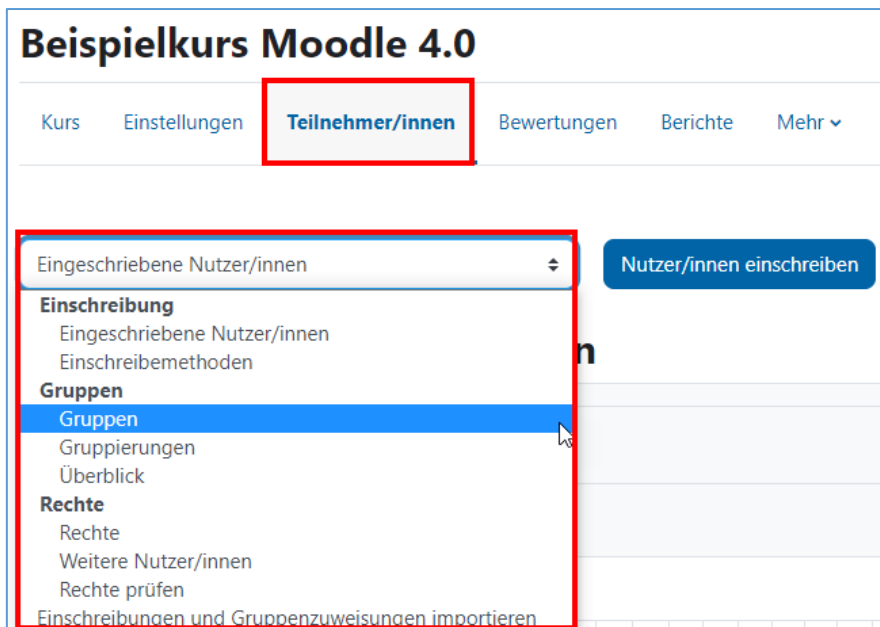 Beispielkurs Moodle 4.0
Kurs Einstellungen Teilnehmer/innen Bewertungen Berichte Mehr
Eingeschriebene Nutzer/innen Nutzer/innen einschreiben
Einschreibung
Eingeschriebene Nutzer/innen
Einschreibemethoden
n
Gruppen
Gruppen
Gruppierungen
Überblick
Rechte
Rechte
Weitere Nutzer/innen
Rechte prüfen
Einschreibungen und Gruppenzuweisungen importieren